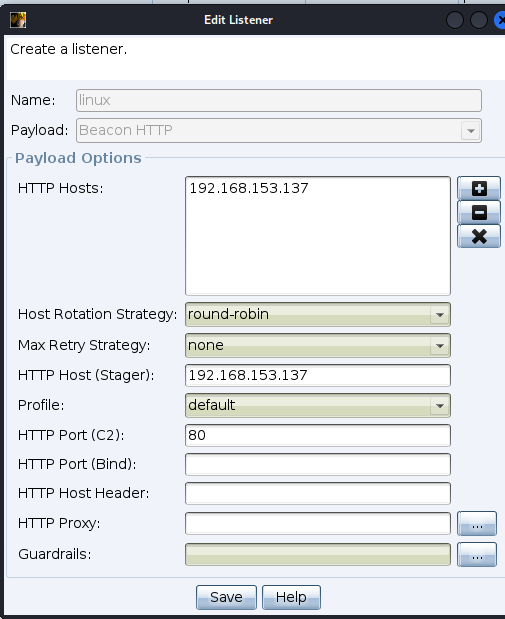 Edit Listener
Create a listener.
Name: linux
Payload: Beacon HTTP
Payload Options
HTTP Hosts: 192.168.153.137
Host Rotation Strategy: round-robin
Max Retry Strategy: none
HTTP Host (Stager): 192.168.153.137
Profile: default
HTTP Port (C2): 80
HTTP Port (Bind):
HTTP Host Header:
HTTP Proxy: ...
Guardrails: ...
Save Help